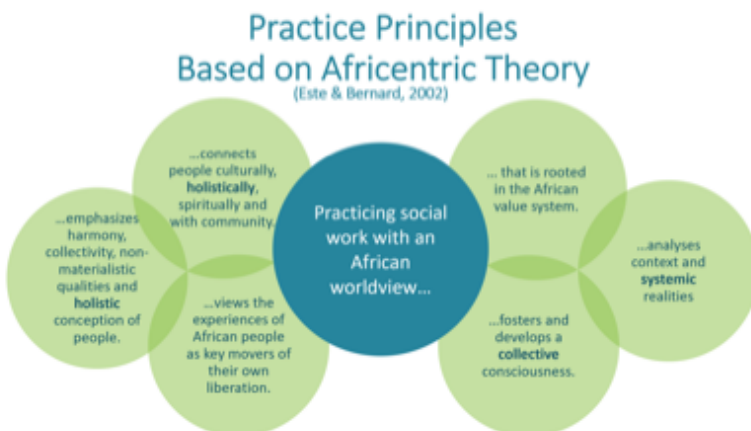 Practice Principles
Based on Africentric Theory
(Este & Bernard, 2002)
...connects
people culturally,
holistically,
spiritually and
with community.
...emphasizes
harmony,
collectivity, non-
materialistic
qualities and
holistic
conception of
people.
...views the
experiences of
African people
as key movers of
their own
liberation.
Practicing social
work with an
African
worldview...
... that is rooted
in the African
value system.
...fosters and
develops a
collective
consciousness.
...analyses
context and
systemic
realities